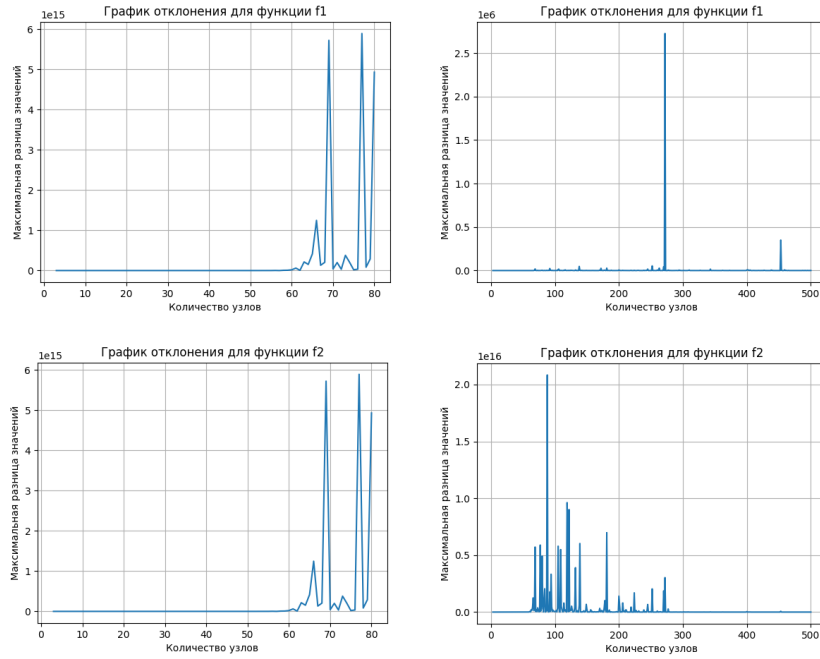 График отклонения для функции f1
1e15
Максимальная разница значений
6
5
4
3
2
1
0
0 10 20 30 40 50 60 70 80
Количество узлов
График отклонения для функции f1
1e6
Максимальная разница значений
2.5
2.0
1.5
1.0
0.5
0.0
0 100 200 300 400 500
Количество узлов
График отклонения для функции f2
1e15
Максимальная разница значений
6
5
4
3
2
1
0
0 10 20 30 40 50 60 70 80
Количество узлов
График отклонения для функции f2
1e16
Максимальная разница значений
2.0
1.5
1.0
0.5
0.0
0 100 200 300 400 500
Количество узлов